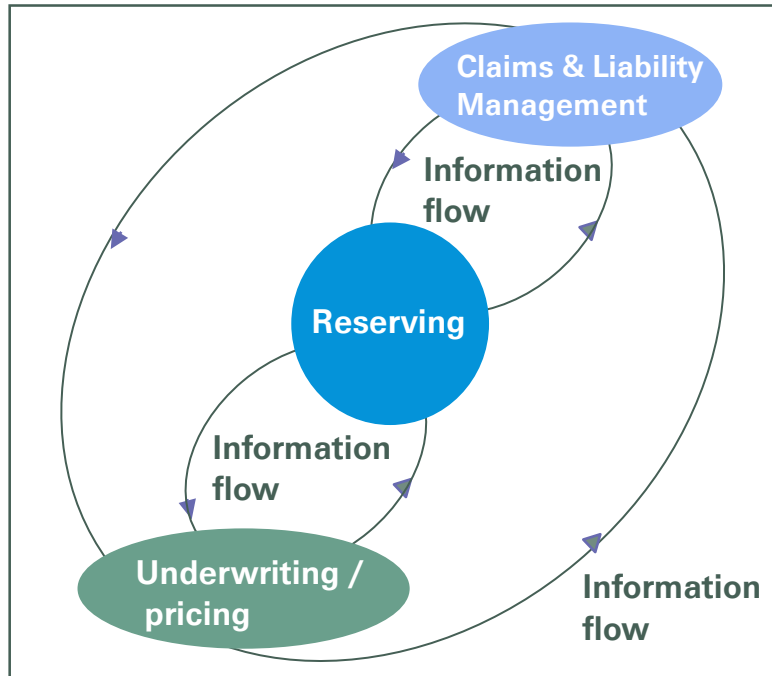 Claims & Liability
Management
Information
flow
Reserving
Information
flow
Underwriting /
pricing
Information
flow